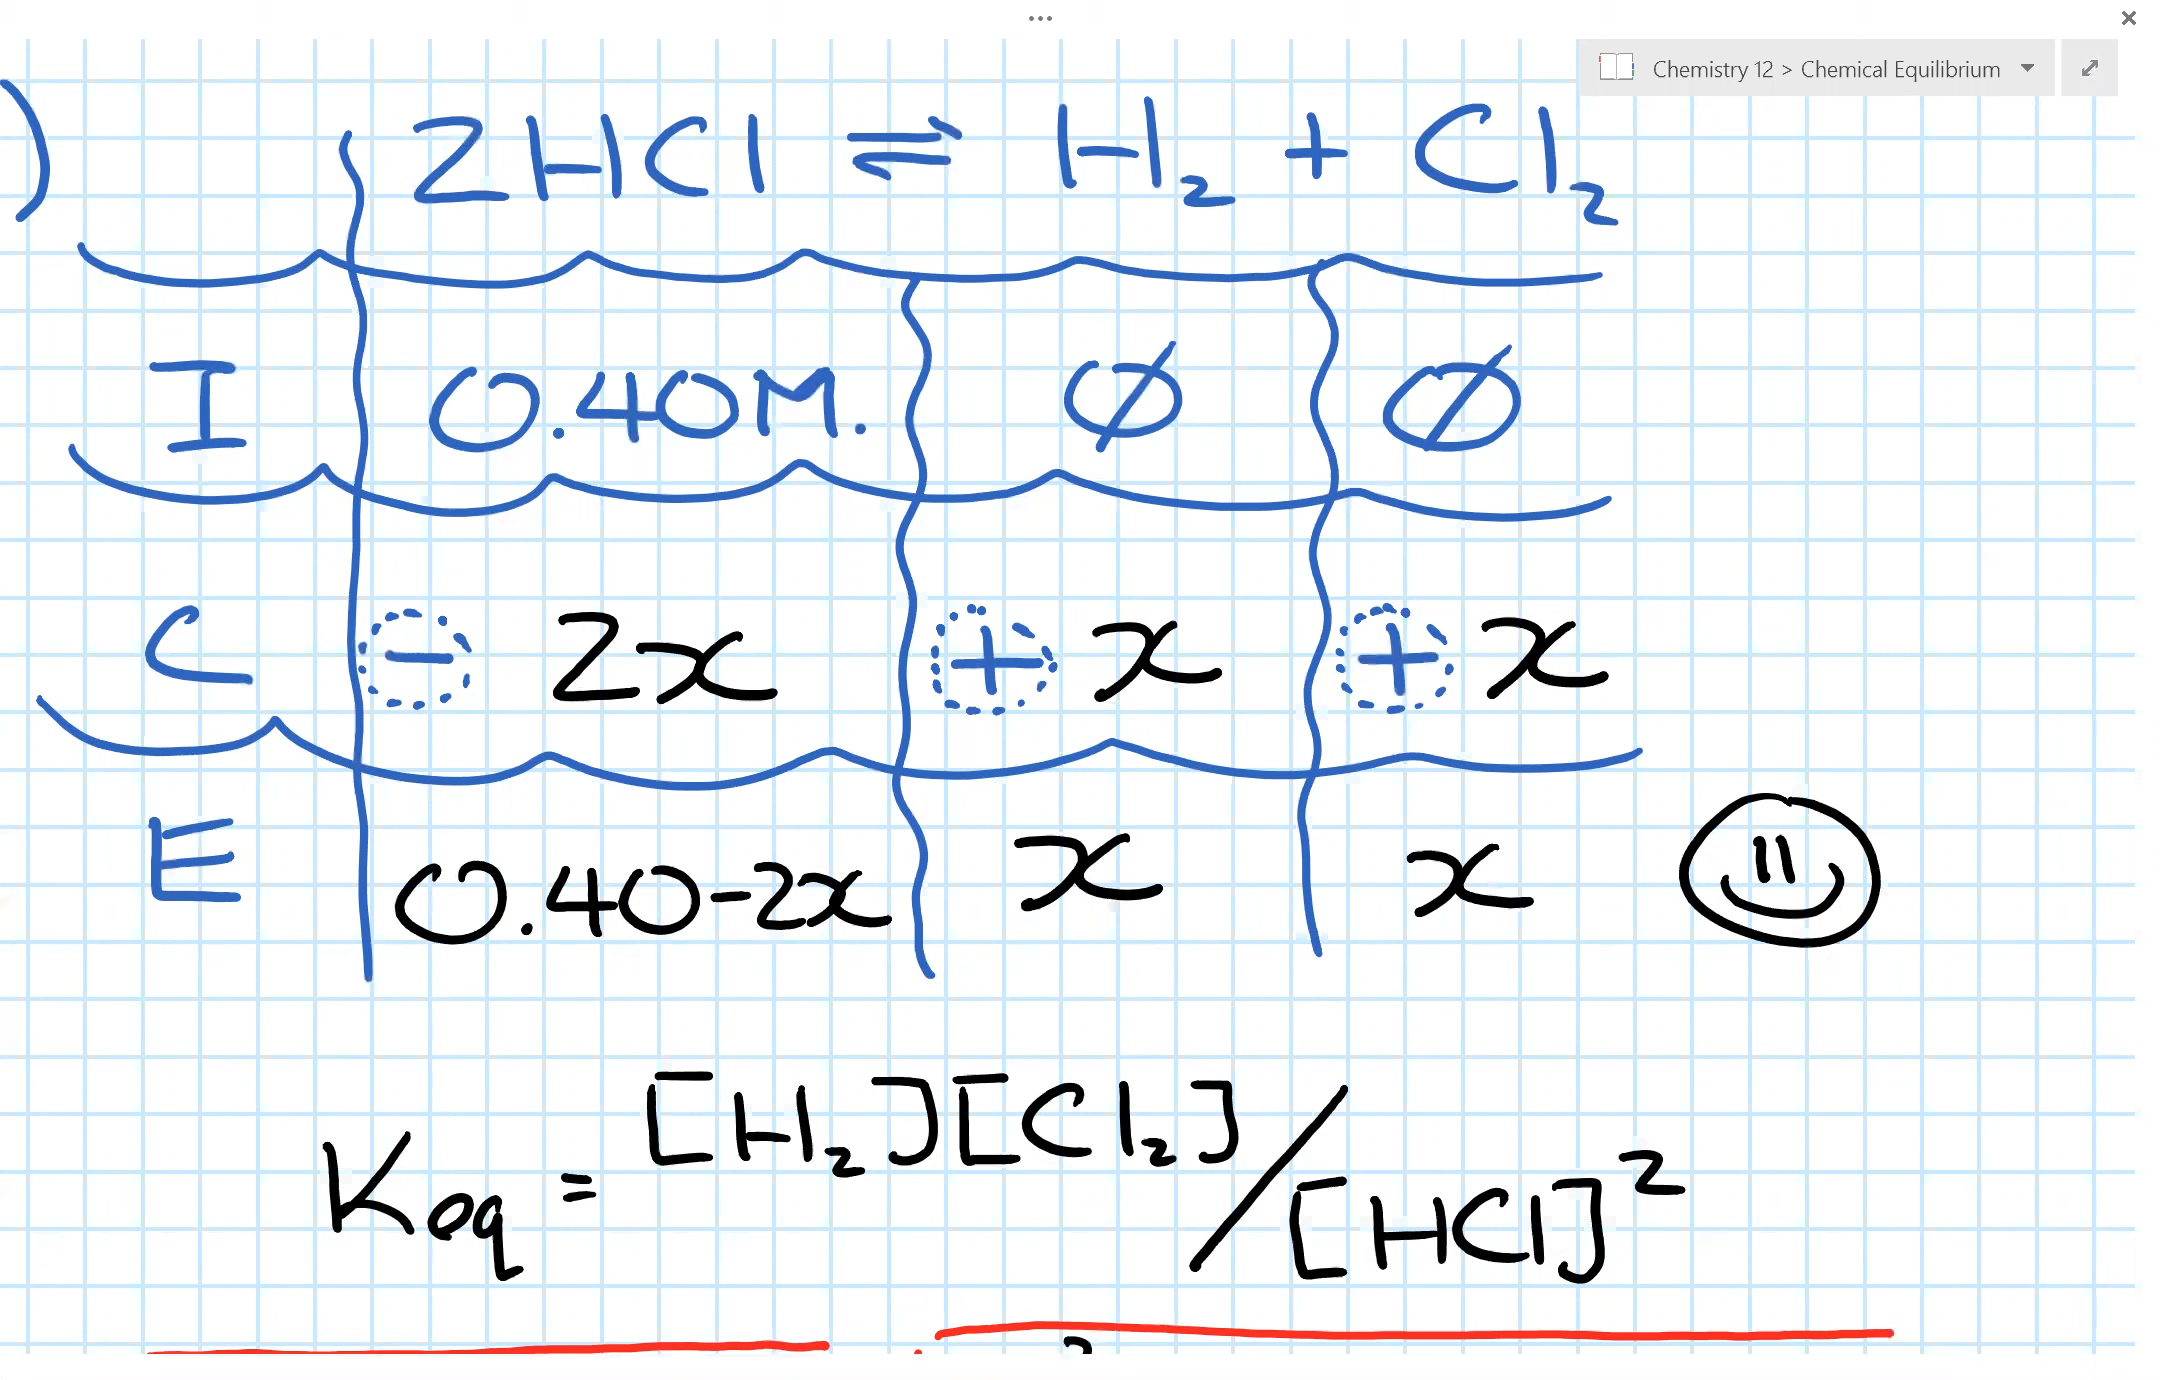 Chemistry 12 > Chemical Equilibrium
) 2HCl ⇌ H₂ + Cl₂
I 0.40M. Ø Ø
C - 2x + x + x
E 0.40-2x x x
Keq = [H₂][Cl₂] / [HCl]²